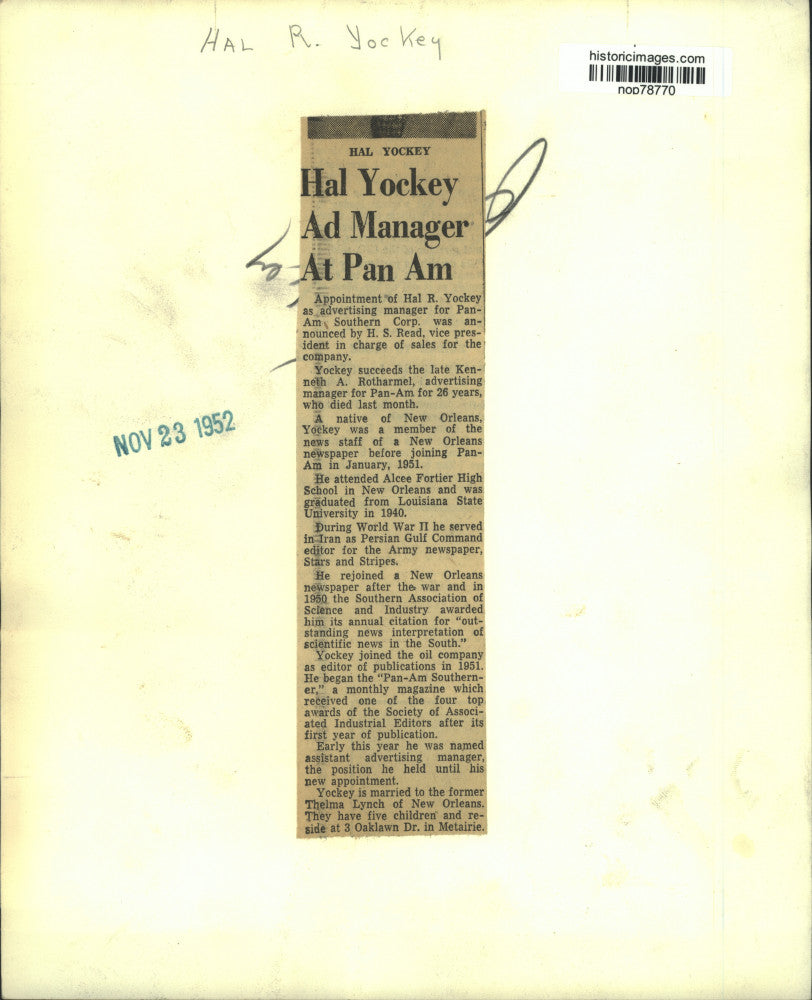 HAL R. Yockey
historicimages.com
nop78770
HAL YOCKEY
Hal Yockey
Ad Manager
At Pan Am
Appointment of Hal R. Yockey
as advertising manager for Pan-
Am Southern Corp. was an-
nounced by H. S. Read, vice pres-
ident in charge of sales for the
company.
Yockey succeeds the late Ken-
neth A. Rotharmel, advertising
manager for Pan-Am for 26 years,
who died last month.
A native of New Orleans,
Yockey was a member of the
news staff of a New Orleans
newspaper before joining Pan-
Am in January, 1951.
He attended Alcee Fortier High
School in New Orleans and was
graduated from Louisiana State
University in 1940.
During World War II he served
in Iran as Persian Gulf Command
editor for the Army newspaper,
Stars and Stripes.
He rejoined a New Orleans
newspaper after the war and in
1950 the Southern Association of
Science and Industry awarded
him its annual citation for "out-
standing news interpretation of
scientific news in the South."
Yockey joined the oil company
as editor of publications in 1951.
He began the "Pan-Am Southern-
er," a monthly magazine which
received one of the four top
awards of the Society of Associ-
ated Industrial Editors after its
first year of publication.
Early this year he was named
assistant advertising manager,
the position he held until his
new appointment.
Yockey is married to the former
Thelma Lynch of New Orleans.
They have five children and re-
side at 3 Oaklawn Dr. in Metairie.
NOV 23 1952